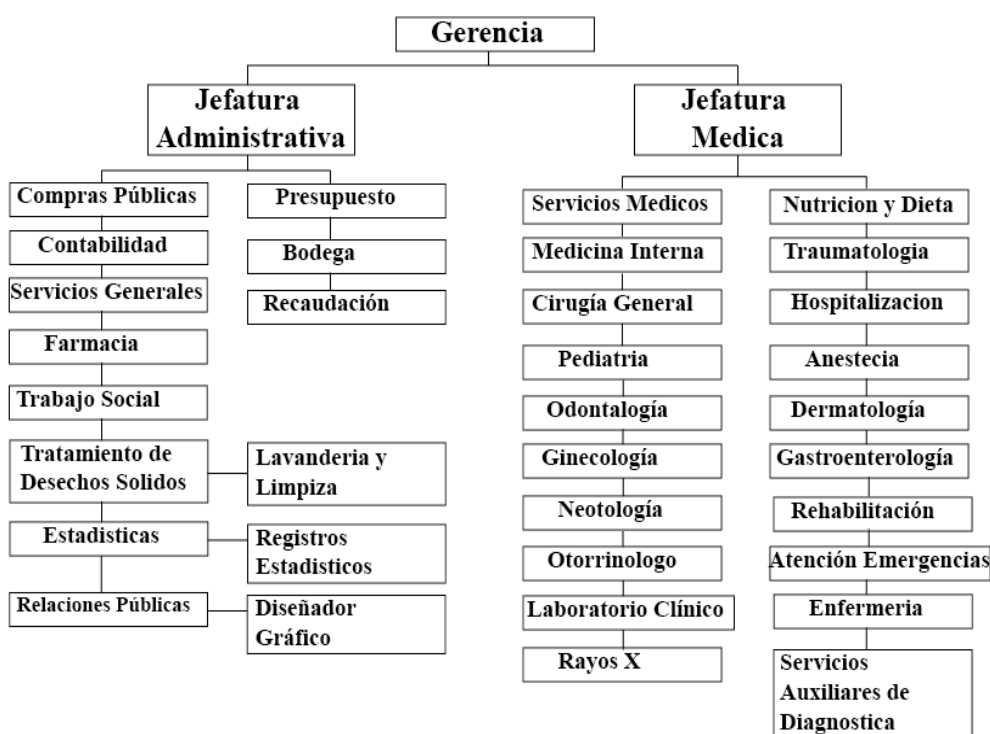 Gerencia
Jefatura
Administrativa
Jefatura
Medica
Compras Públicas
Contabilidad
Servicios Generales
Farmacia
Trabajo Social
Tratamiento de
Desechos Solidos
Estadisticas
Relaciones Públicas
Presupuesto
Bodega
Recaudación
Lavanderia y
Limpiza
Registros
Estadisticos
Diseñador
Gráfico
Servicios Medicos
Medicina Interna
Cirugía General
Pediatria
Odontalogía
Ginecología
Neotología
Otorrinologo
Laboratorio Clínico
Rayos X
Nutricion y Dieta
Traumatologia
Hospitalizacion
Anestecia
Dermatología
Gastroenterología
Rehabilitación
Atención Emergencias
Enfermeria
Servicios
Auxiliares de
Diagnostica